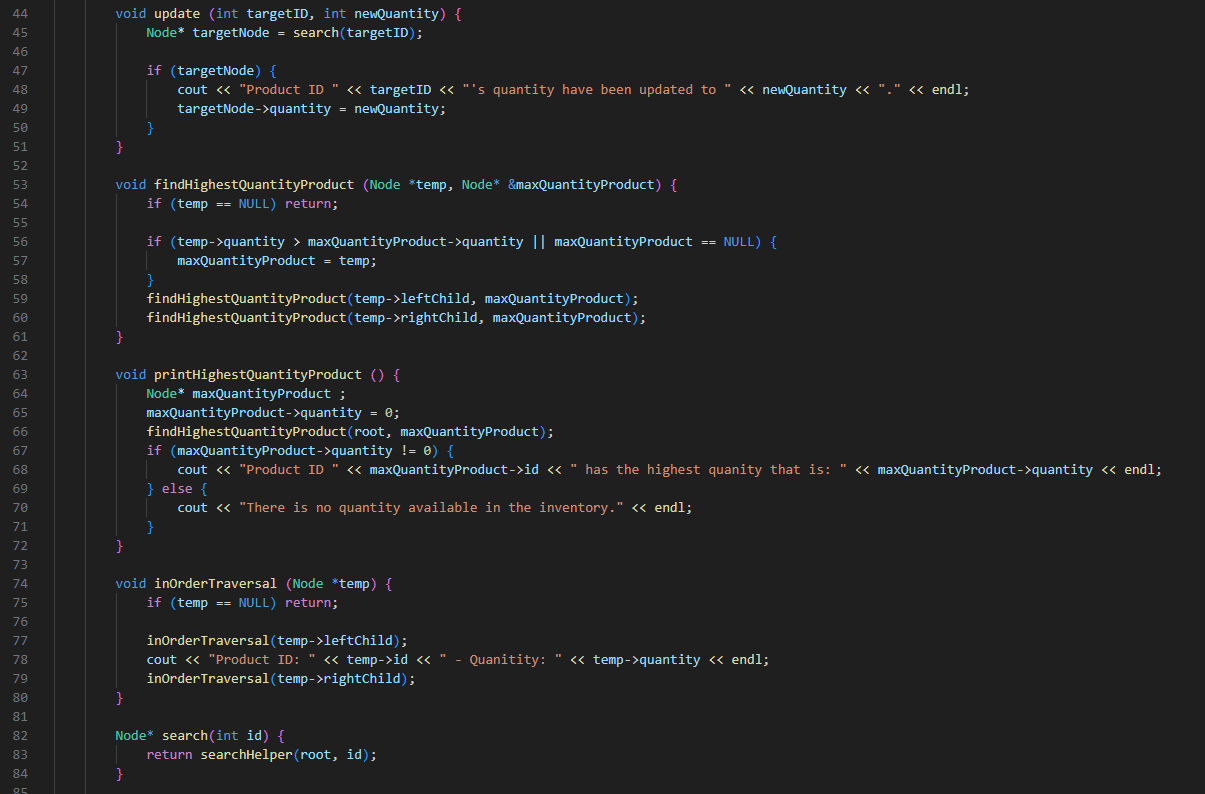 44 void update (int targetID, int newQuantity) {
45 Node* targetNode = search(targetID);
46
47 if (targetNode) {
48 cout << "Product ID " << targetID << "'s quantity have been updated to " << newQuantity << "." << endl;
49 targetNode->quantity = newQuantity;
50 }
51 }
52
53 void findHighestQuantityProduct (Node *temp, Node* &maxQuantityProduct) {
54 if (temp == NULL) return;
55
56 if (temp->quantity > maxQuantityProduct->quantity || maxQuantityProduct == NULL) {
57 maxQuantityProduct = temp;
58 }
59 findHighestQuantityProduct(temp->leftChild, maxQuantityProduct);
60 findHighestQuantityProduct(temp->rightChild, maxQuantityProduct);
61 }
62
63 void printHighestQuantityProduct () {
64 Node* maxQuantityProduct ;
65 maxQuantityProduct->quantity = 0;
66 findHighestQuantityProduct(root, maxQuantityProduct);
67 if (maxQuantityProduct->quantity != 0) {
68 cout << "Product ID " << maxQuantityProduct->id << " has the highest quanity that is: " << maxQuantityProduct->quantity << endl;
69 } else {
70 cout << "There is no quantity available in the inventory." << endl;
71 }
72 }
73
74 void inOrderTraversal (Node *temp) {
75 if (temp == NULL) return;
76
77 inOrderTraversal(temp->leftChild);
78 cout << "Product ID: " << temp->id << " - Quanitity: " << temp->quantity << endl;
79 inOrderTraversal(temp->rightChild);
80 }
81
82 Node* search(int id) {
83 return searchHelper(root, id);
84 }
85